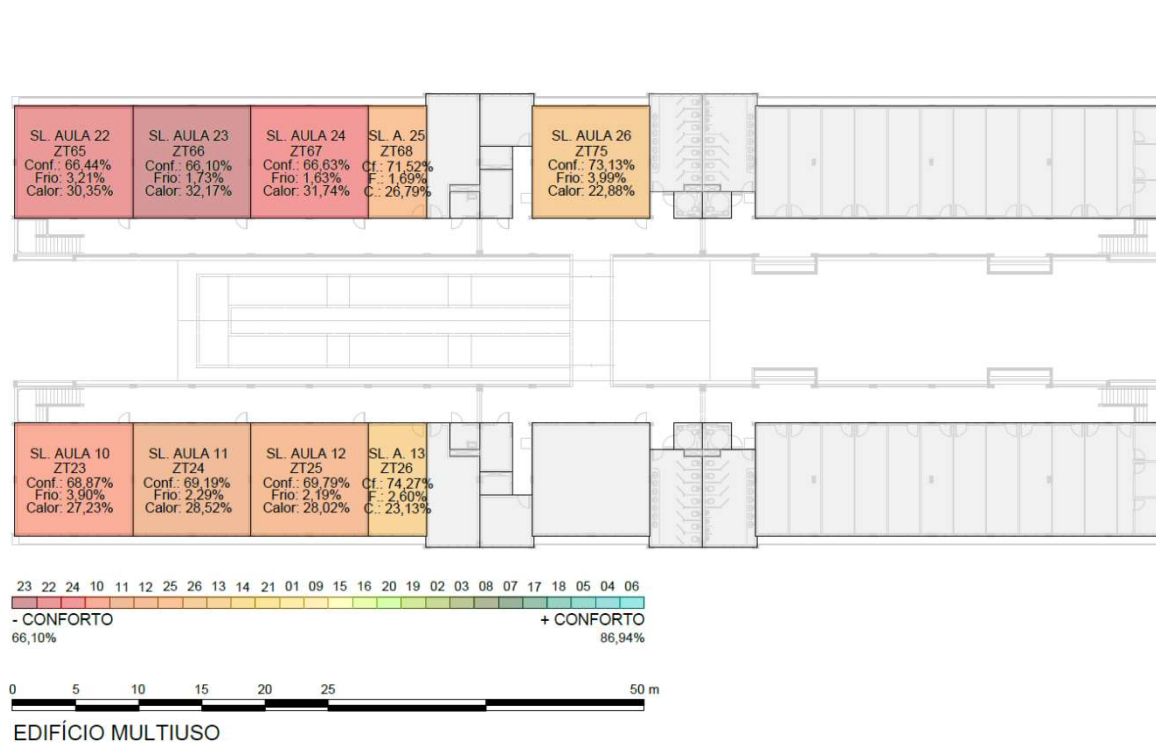 SL. AULA 22
ZT65
Conf.: 66,44%
Frio: 3,21%
Calor: 30,35%
SL. AULA 23
ZT66
Conf.: 66,10%
Frio: 1,73%
Calor: 32,17%
SL. AULA 24
ZT67
Conf.: 66,63%
Frio: 1,63%
Calor: 31,74%
SL. A. 25
ZT68
Cf.: 71,52%
F.: 1,69%
C.: 26,79%
SL. AULA 26
ZT75
Conf.: 73,13%
Frio: 3,99%
Calor: 22,88%
SL. AULA 10
ZT23
Conf.: 68,87%
Frio: 3,90%
Calor: 27,23%
SL. AULA 11
ZT24
Conf.: 69,19%
Frio: 2,29%
Calor: 28,52%
SL. AULA 12
ZT25
Conf.: 69,79%
Frio: 2,19%
Calor: 28,02%
SL. A. 13
ZT26
Cf.: 74,27%
F.: 2,60%
C.: 23,13%
23 22 24 10 11 12 25 26 13 14 21 01 09 15 16 20 19 02 03 08 07 17 18 05 04 06
- CONFORTO + CONFORTO
66,10% 86,94%
0 5 10 15 20 25 50 m
EDIFÍCIO MULTIUSO